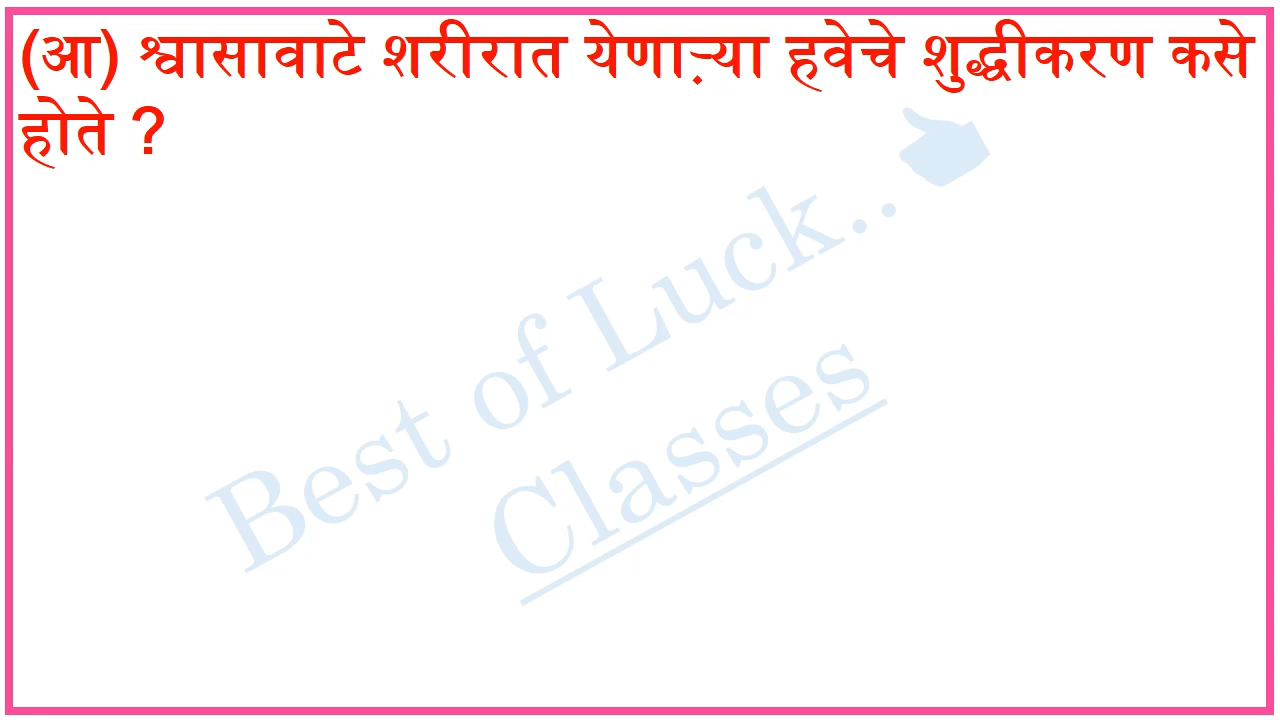 (आ) श्वासावाटे शरीरात येणाऱ्या हवेचे शुद्धीकरण कसे
होते ?
Best of Luck..
Classes